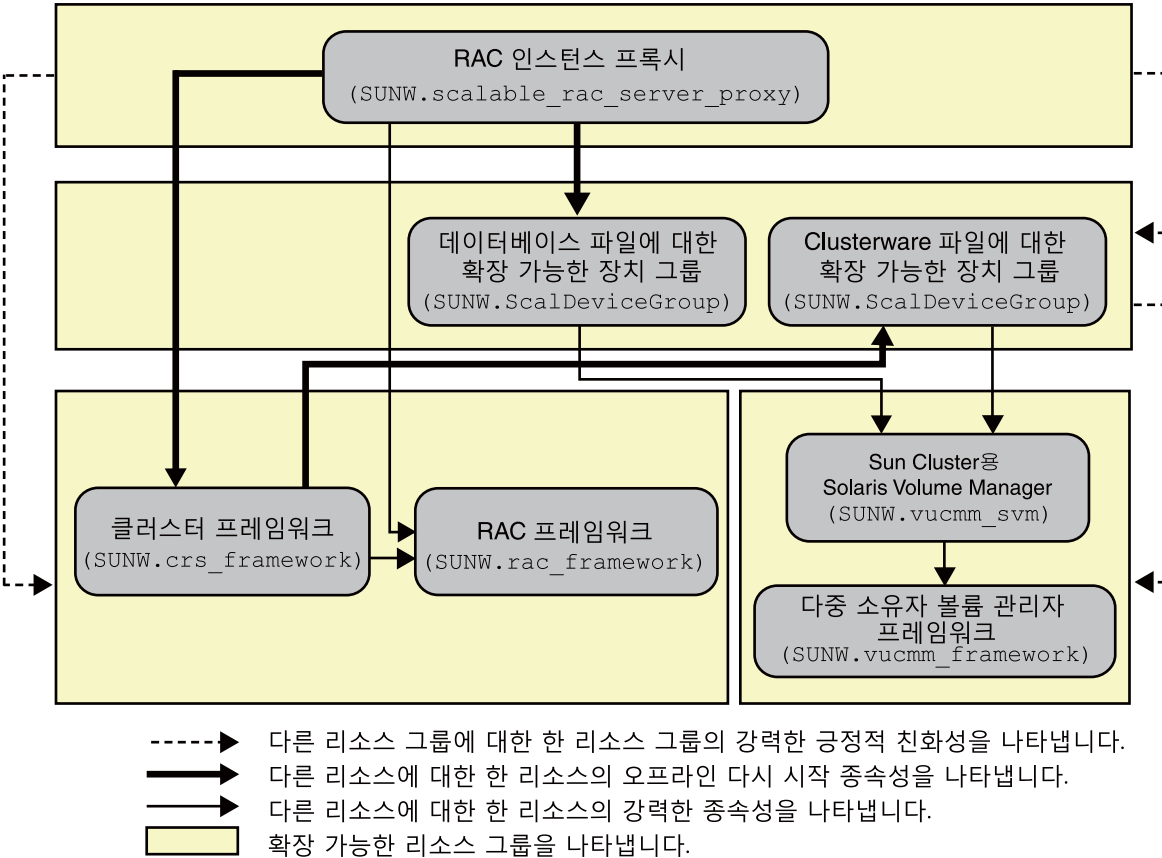 RAC 인스턴스 프록시
(SUNW.scalable_rac_server_proxy)
데이터베이스 파일에 대한
확장 가능한 장치 그룹
(SUNW.ScalDeviceGroup)
Clusterware 파일에 대한
확장 가능한 장치 그룹
(SUNW.ScalDeviceGroup)
클러스터 프레임워크
(SUNW.crs_framework)
RAC 프레임워크
(SUNW.rac_framework)
Sun Cluster용
Solaris Volume Manager
(SUNW.vucmm_svm)
다중 소유자 볼륨 관리자
프레임워크
(SUNW.vucmm_framework)
다른 리소스 그룹에 대한 한 리소스 그룹의 강력한 긍정적 친화성을 나타냅니다.
다른 리소스에 대한 한 리소스의 오프라인 다시 시작 종속성을 나타냅니다.
다른 리소스에 대한 한 리소스의 강력한 종속성을 나타냅니다.
확장 가능한 리소스 그룹을 나타냅니다.